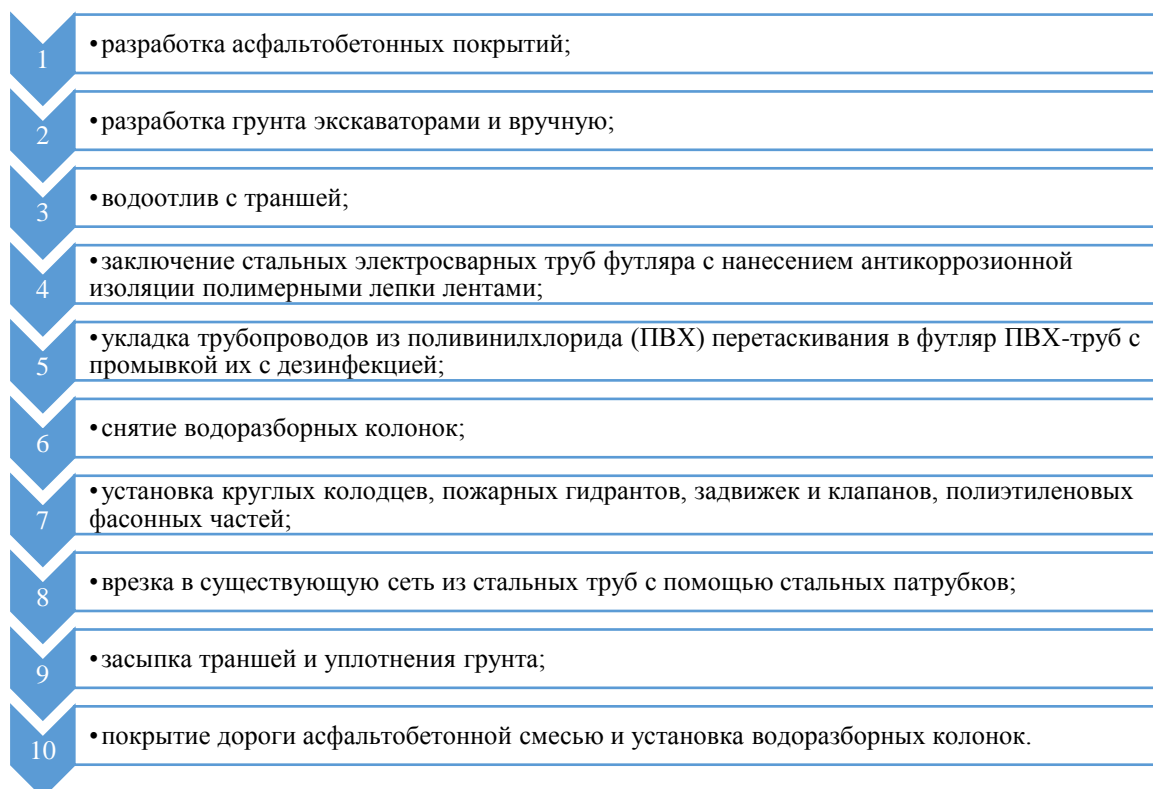 1
•разработка асфальтобетонных покрытий;
2
•разработка грунта экскаваторами и вручную;
3
•водоотлив с траншей;
4
•заключение стальных электросварных труб футляра с нанесением антикоррозионной
изоляции полимерными лепки лентами;
5
•укладка трубопроводов из поливинилхлорида (ПВХ) перетаскивания в футляр ПВХ-труб с
промывкой их с дезинфекцией;
6
•снятие водоразборных колонок;
7
•установка круглых колодцев, пожарных гидрантов, задвижек и клапанов, полиэтиленовых
фасонных частей;
8
•врезка в существующую сеть из стальных труб с помощью стальных патрубков;
9
•засыпка траншей и уплотнения грунта;
10
•покрытие дороги асфальтобетонной смесью и установка водоразборных колонок.